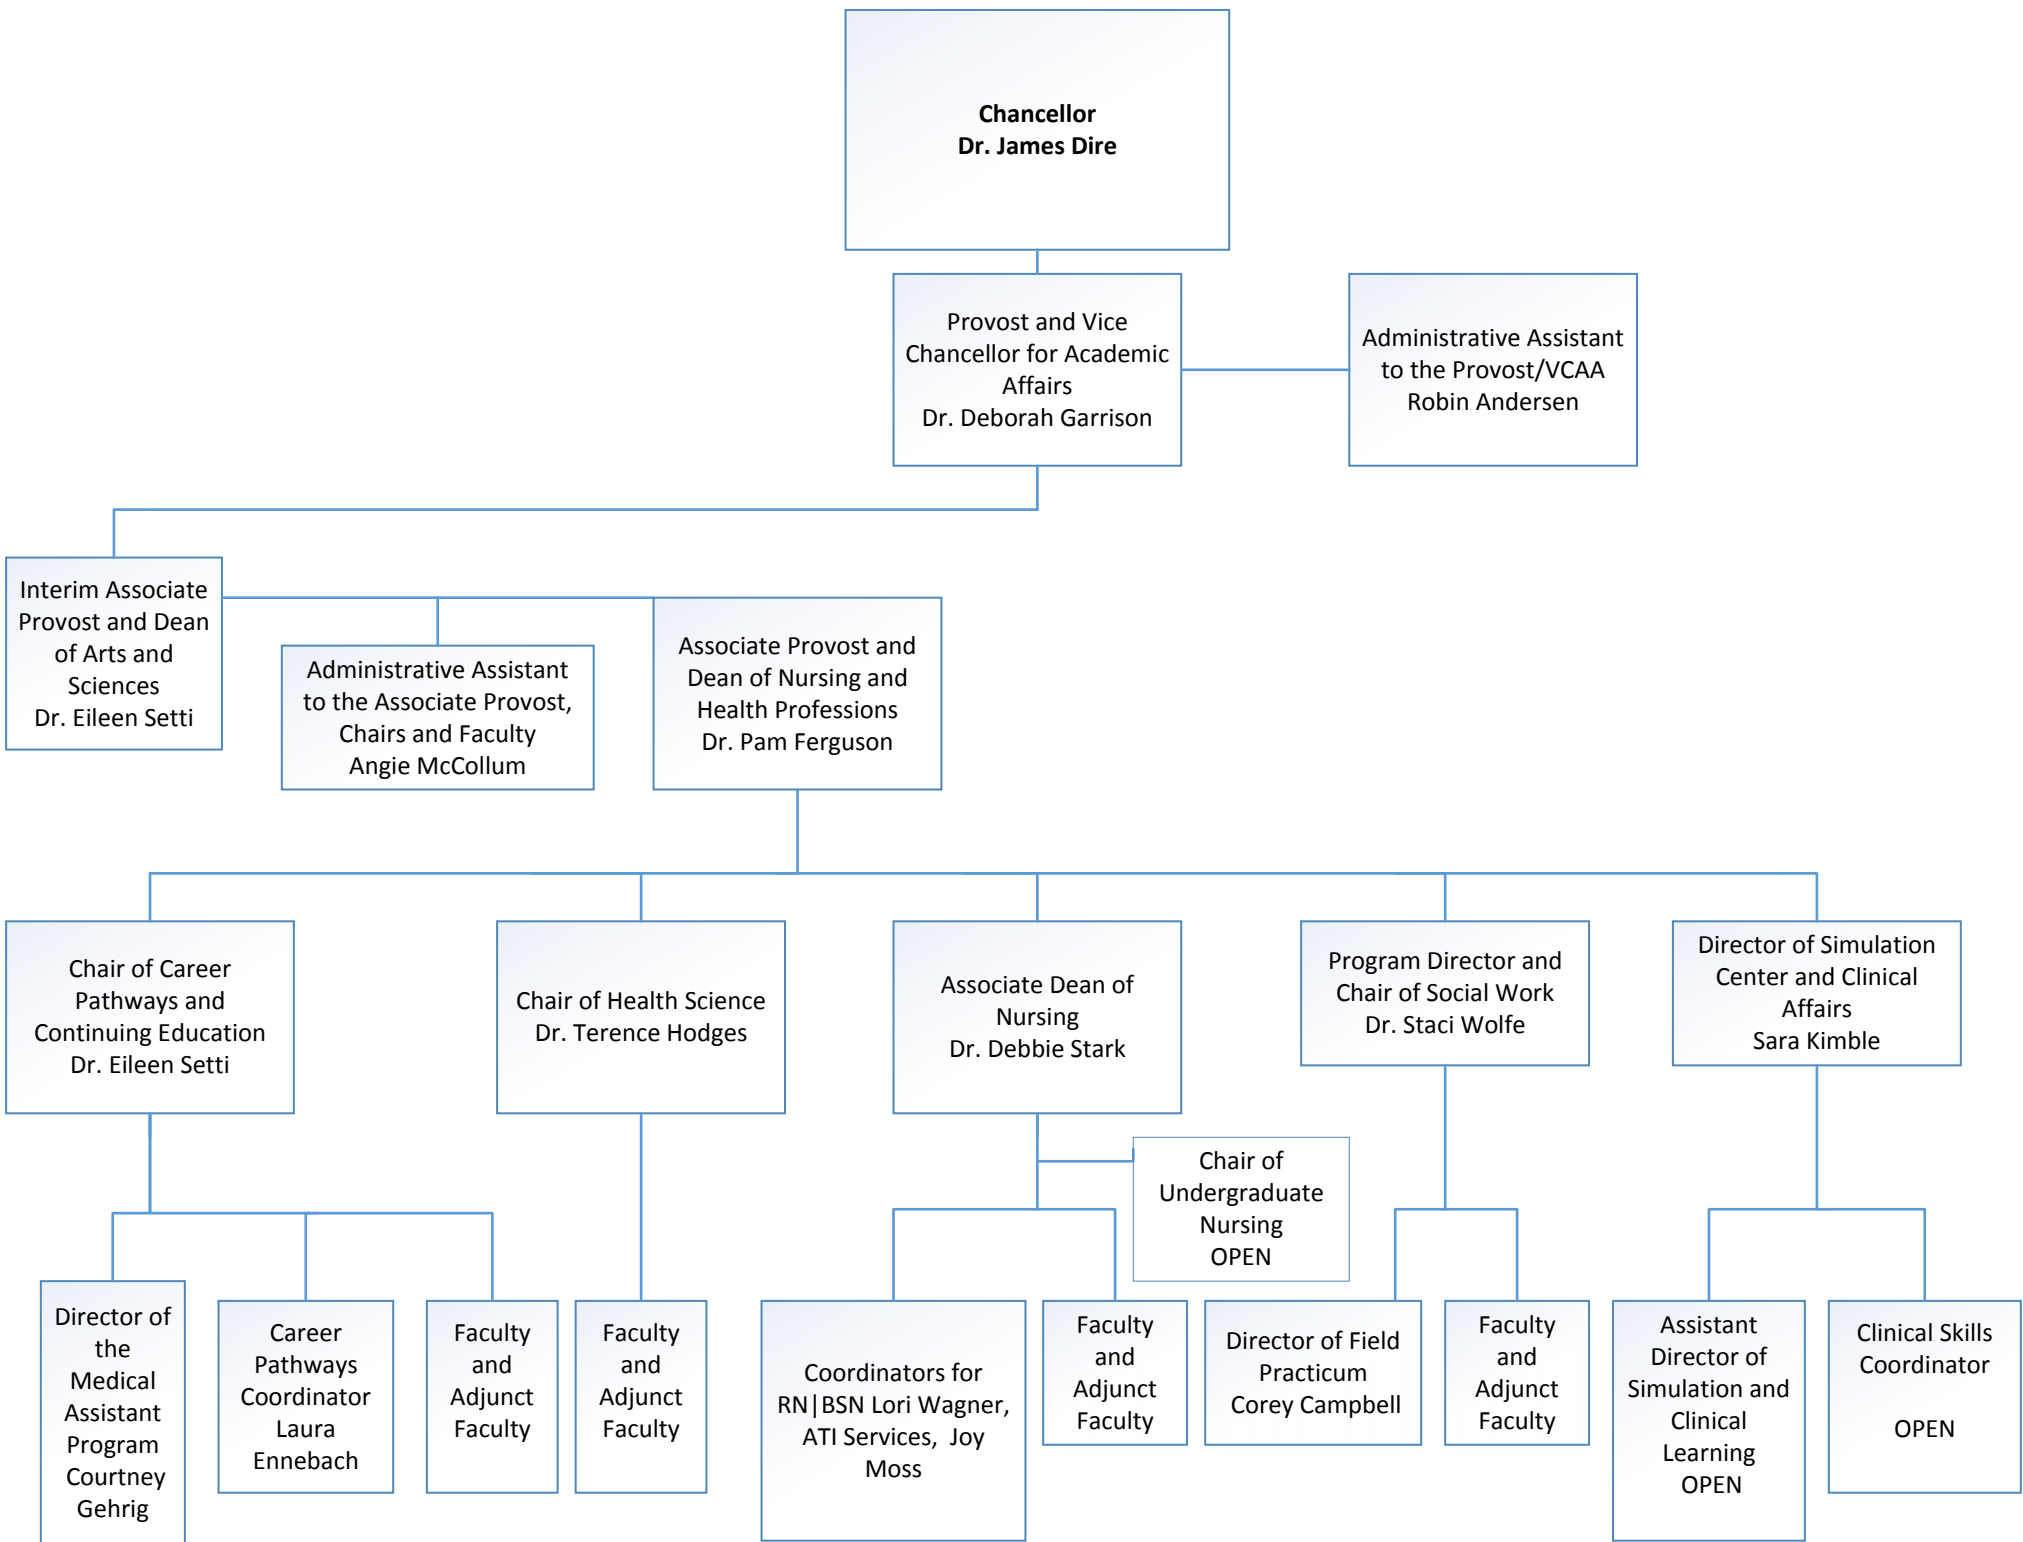 Chancellor
Dr. James Dire
Provost and Vice
Chancellor for Academic
Affairs
Dr. Deborah Garrison
Administrative Assistant
to the Provost/VCAA
Robin Andersen
Interim Associate
Provost and Dean
of Arts and
Sciences
Dr. Eileen Setti
Administrative Assistant
to the Associate Provost,
Chairs and Faculty
Angie McCollum
Associate Provost and
Dean of Nursing and
Health Professions
Dr. Pam Ferguson
Chair of Career
Pathways and
Continuing Education
Dr. Eileen Setti
Chair of Health Science
Dr. Terence Hodges
Associate Dean of
Nursing
Dr. Debbie Stark
Program Director and
Chair of Social Work
Dr. Staci Wolfe
Director of Simulation
Center and Clinical
Affairs
Sara Kimble
Chair of
Undergraduate
Nursing
OPEN
Director of
the
Medical
Assistant
Program
Courtney
Gehrig
Career
Pathways
Coordinator
Laura
Ennebach
Faculty
and
Adjunct
Faculty
Faculty
and
Adjunct
Faculty
Coordinators for
RN|BSN Lori Wagner,
ATI Services, Joy
Moss
Faculty
and
Adjunct
Faculty
Director of Field
Practicum
Corey Campbell
Faculty
and
Adjunct
Faculty
Assistant
Director of
Simulation and
Clinical
Learning
OPEN
Clinical Skills
Coordinator
OPEN